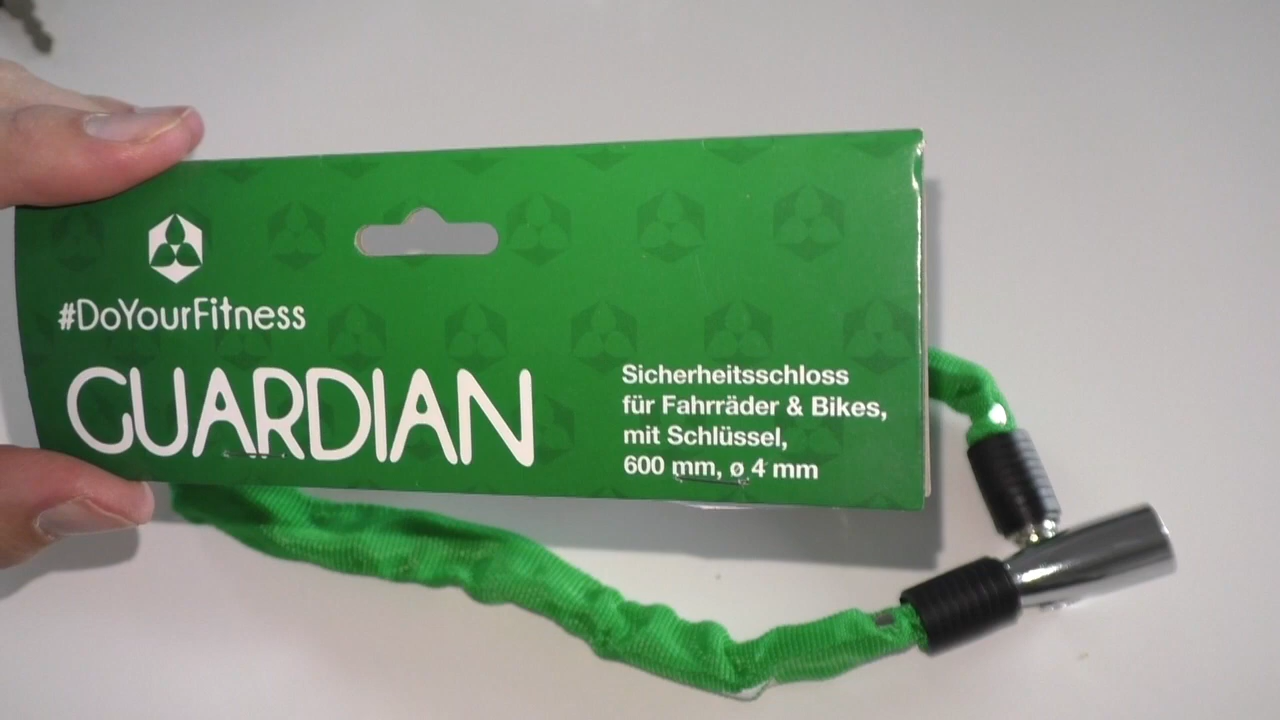 #DoYourFitness
GUARDIAN
Sicherheitsschloss
für Fahrräder & Bikes,
mit Schlüssel,
600 mm, ø 4 mm